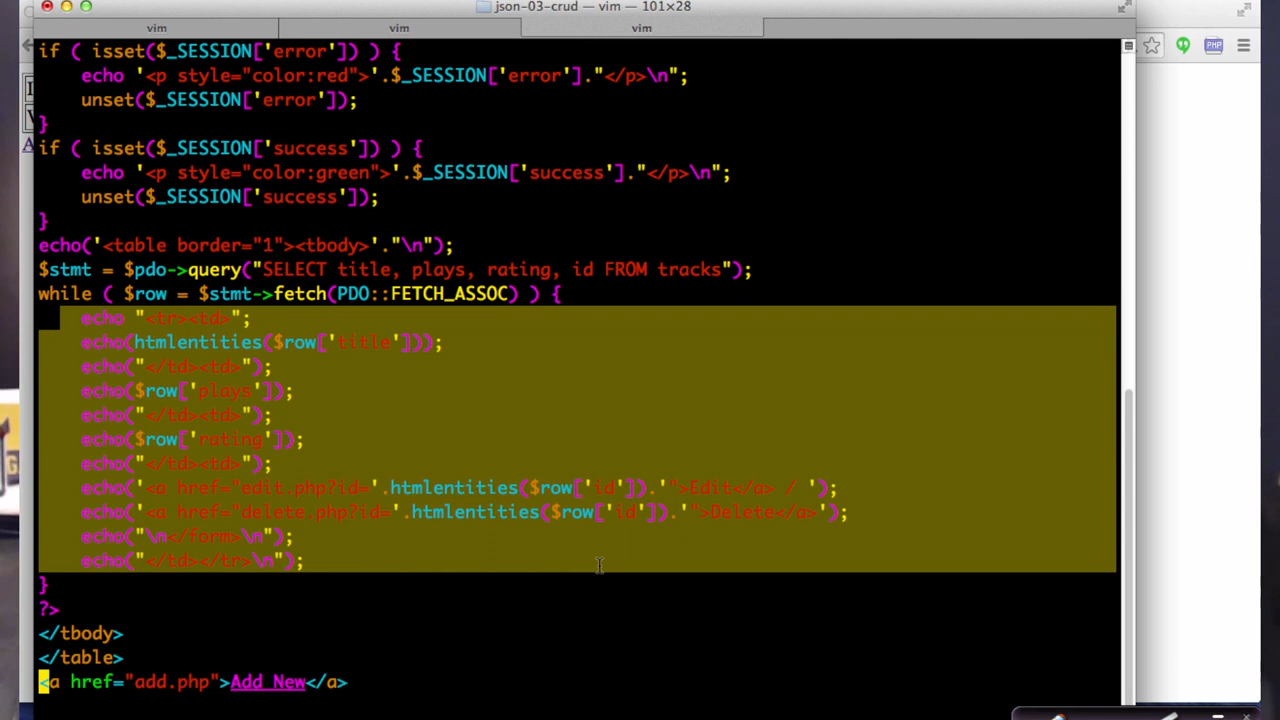 json-03-crud — vim — 101×28
vim vim vim
if ( isset($_SESSION['error']) ) {
    echo '<p style="color:red">'.$_SESSION['error']."</p>\n";
    unset($_SESSION['error']);
}
if ( isset($_SESSION['success']) ) {
    echo '<p style="color:green">'.$_SESSION['success']."</p>\n";
    unset($_SESSION['success']);
}
echo('<table border="1"><tbody>'."\n");
$stmt = $pdo->query("SELECT title, plays, rating, id FROM tracks");
while ( $row = $stmt->fetch(PDO::FETCH_ASSOC) ) {
    echo "<tr><td>";
    echo(htmlentities($row['title']));
    echo("</td><td>");
    echo($row['plays']);
    echo("</td><td>");
    echo($row['rating']);
    echo("</td><td>");
    echo('<a href="edit.php?id='.htmlentities($row['id']).'">Edit</a> / ');
    echo('<a href="delete.php?id='.htmlentities($row['id']).'">Delete</a>');
    echo("\n</form>\n");
    echo("</td></tr>\n");
}
?>
</tbody>
</table>
<a href="add.php">Add New</a>
PHP